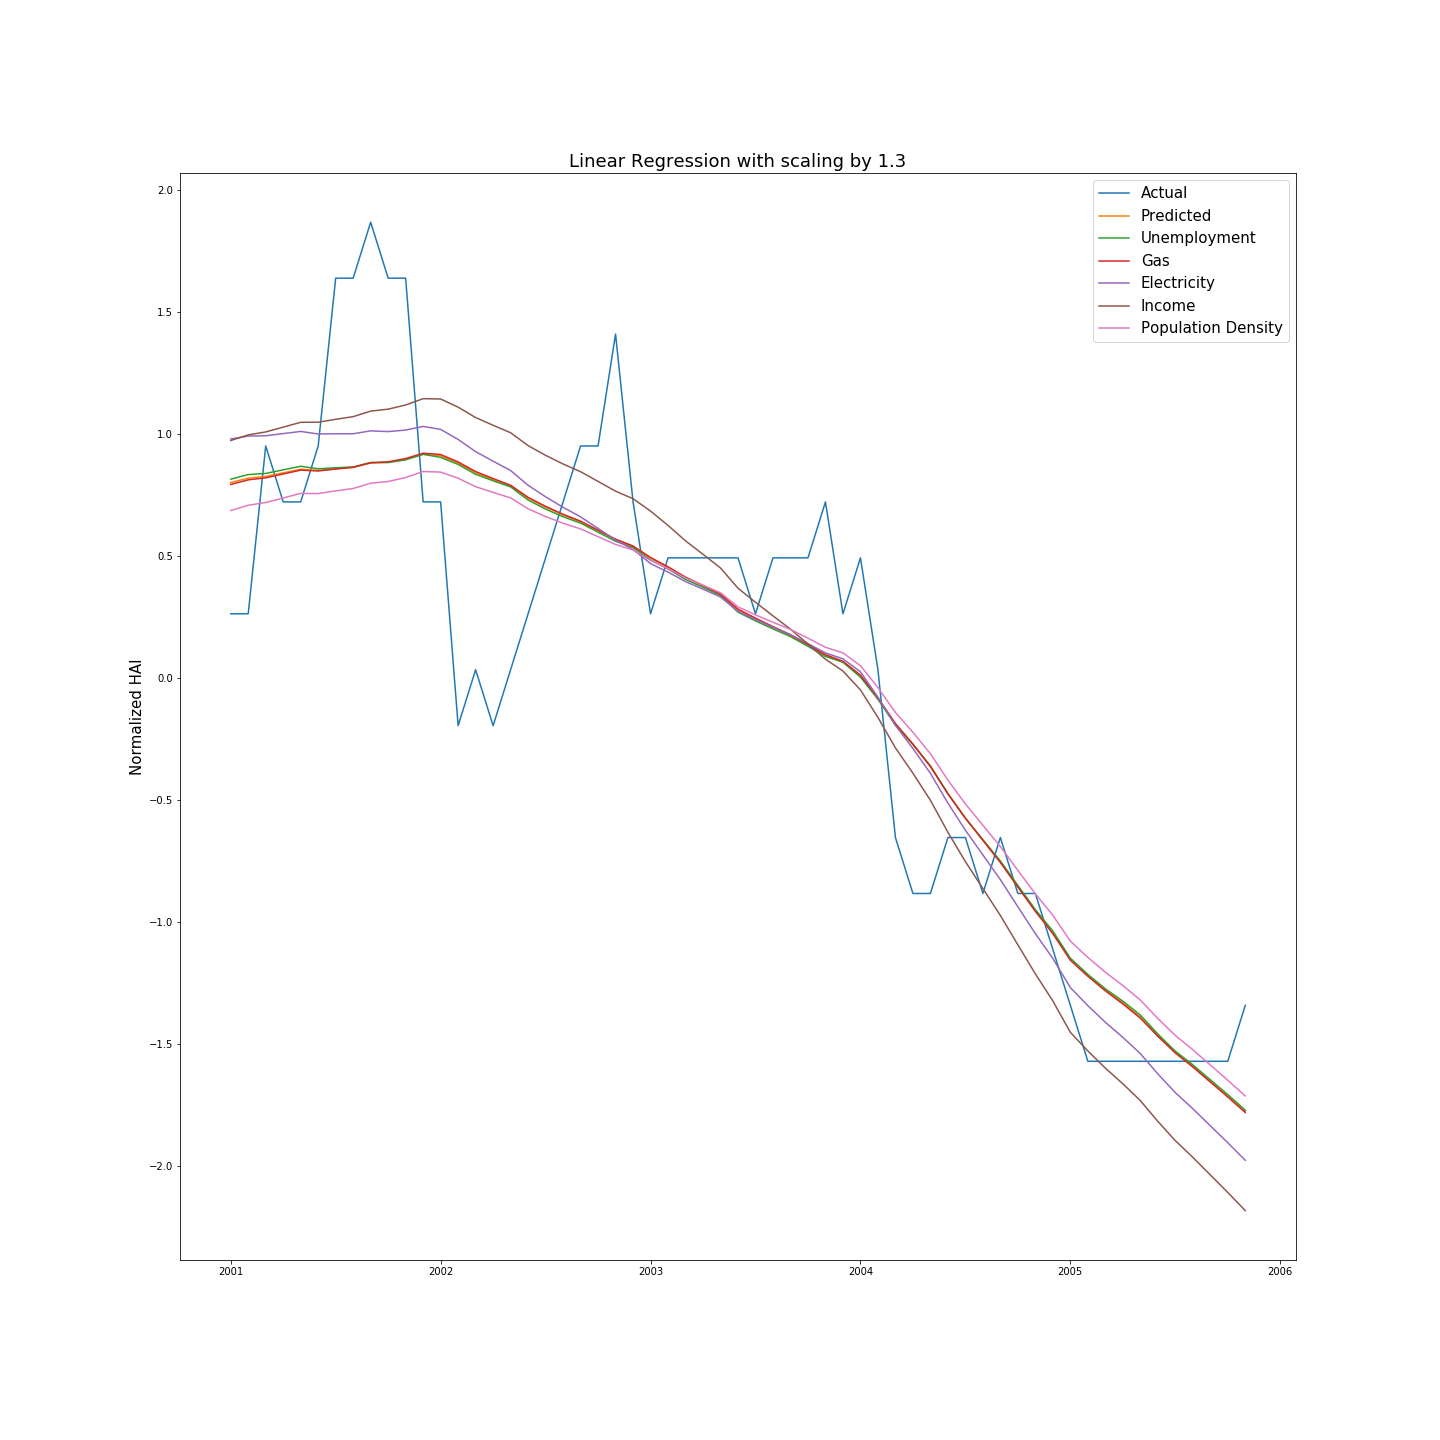 Linear Regression with scaling by 1.3
Actual
Predicted
Unemployment
Gas
Electricity
Income
Population Density
Normalized HAI
2.0
1.5
1.0
0.5
0.0
−0.5
−1.0
−1.5
−2.0
2001 2002 2003 2004 2005 2006